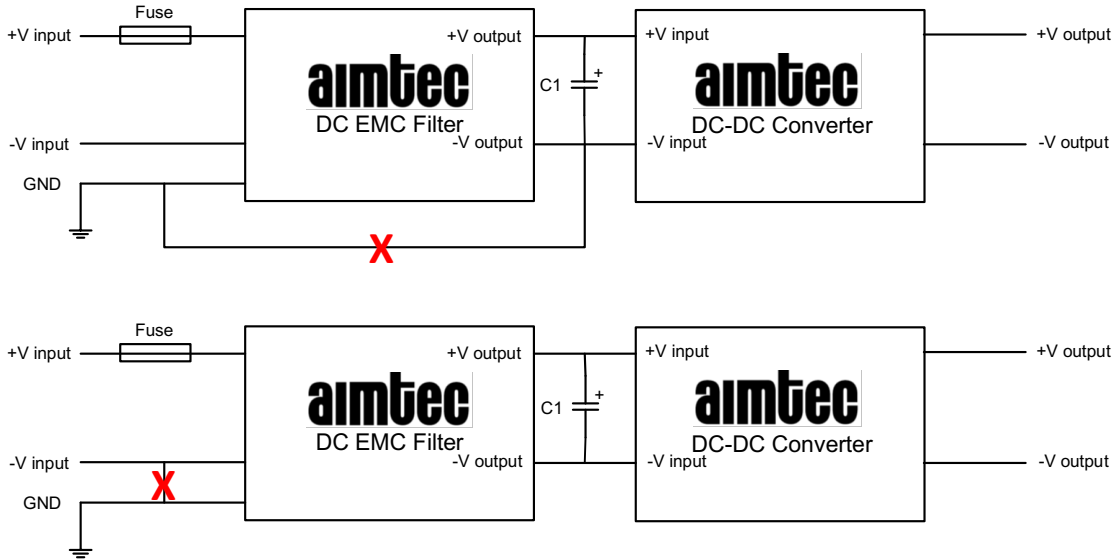 Fuse
+V input
+V output
+V input
+V output
aimtec
DC EMC Filter
C1
+
aimtec
DC-DC Converter
-V input
-V output
-V input
-V output
GND
X
Fuse
+V input
+V output
+V input
+V output
aimtec
DC EMC Filter
C1
+
aimtec
DC-DC Converter
-V input
-V output
-V input
-V output
X
GND